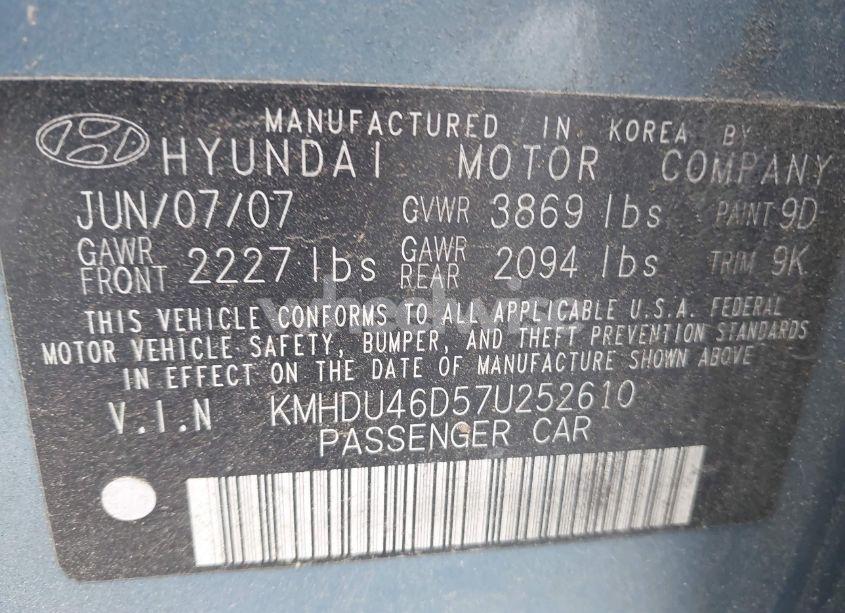 MANUFACTURED IN KOREA BY
HYUNDAI MOTOR COMPANY
JUN/07/07 GVWR 3869 lbs PAINT 9D
GAWR FRONT 2227 lbs GAWR REAR 2094 lbs TRIM 9K
THIS VEHICLE CONFORMS TO ALL APPLICABLE U.S.A. FEDERAL
MOTOR VEHICLE SAFETY, BUMPER, AND THEFT PREVENTION STANDARDS
IN EFFECT ON THE DATE OF MANUFACTURE SHOWN ABOVE
V.I.N KMHDU46D57U252610
PASSENGER CAR